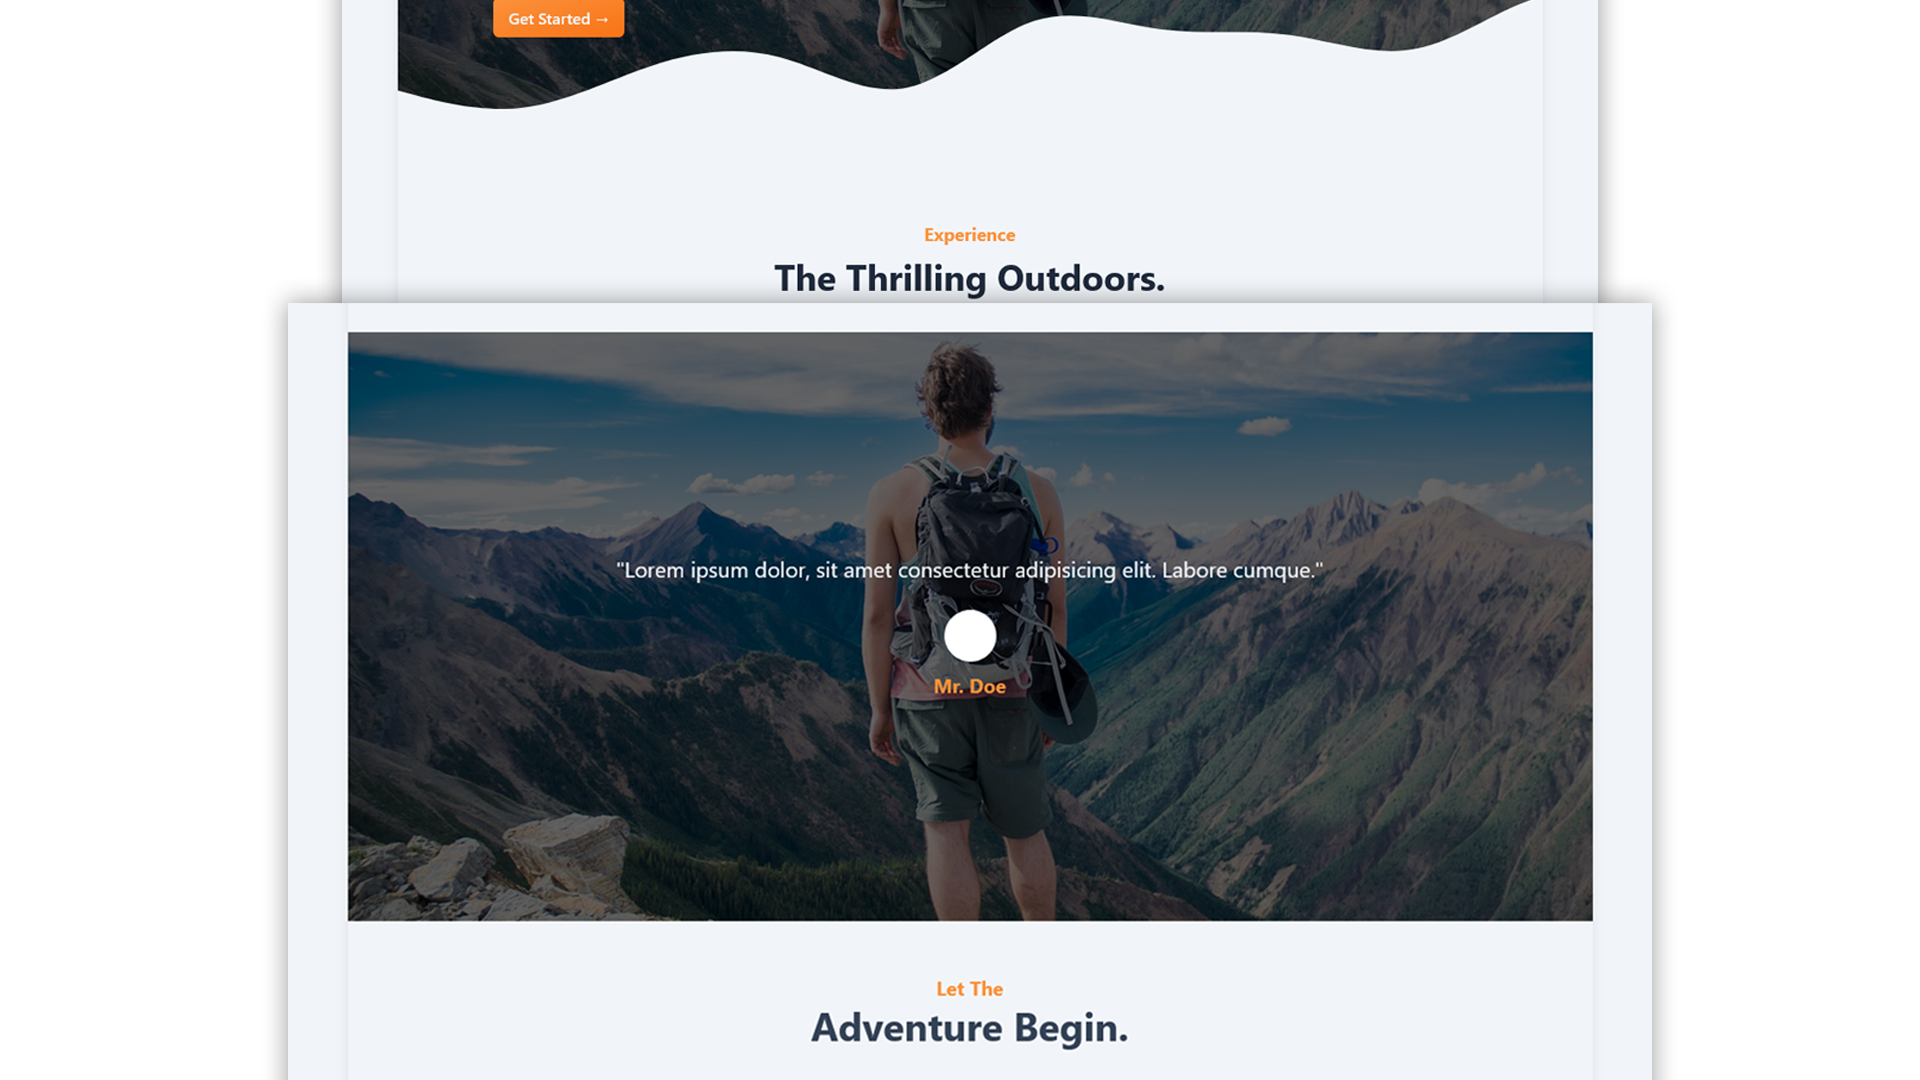 Get Started →
Experience
The Thrilling Outdoors.
"Lorem ipsum dolor, sit amet consectetur adipisicing elit. Labore cumque."
Mr. Doe
Let The
Adventure Begin.